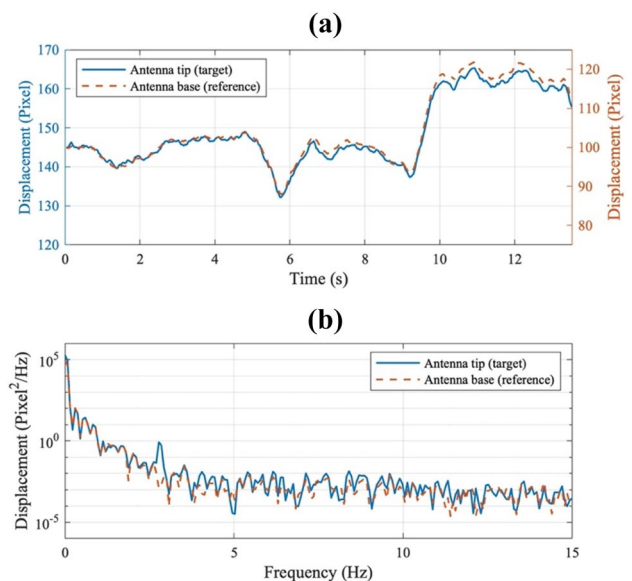 (a)
170
160
150
140
130
120
120
110
100
90
80
Displacement (Pixel)
Displacement (Pixel)
Antenna tip (target)
Antenna base (reference)
0 2 4 6 8 10 12
Time (s)
(b)
10^5
10^0
10^-5
Displacement (Pixel^2/Hz)
Antenna tip (target)
Antenna base (reference)
0 5 10 15
Frequency (Hz)